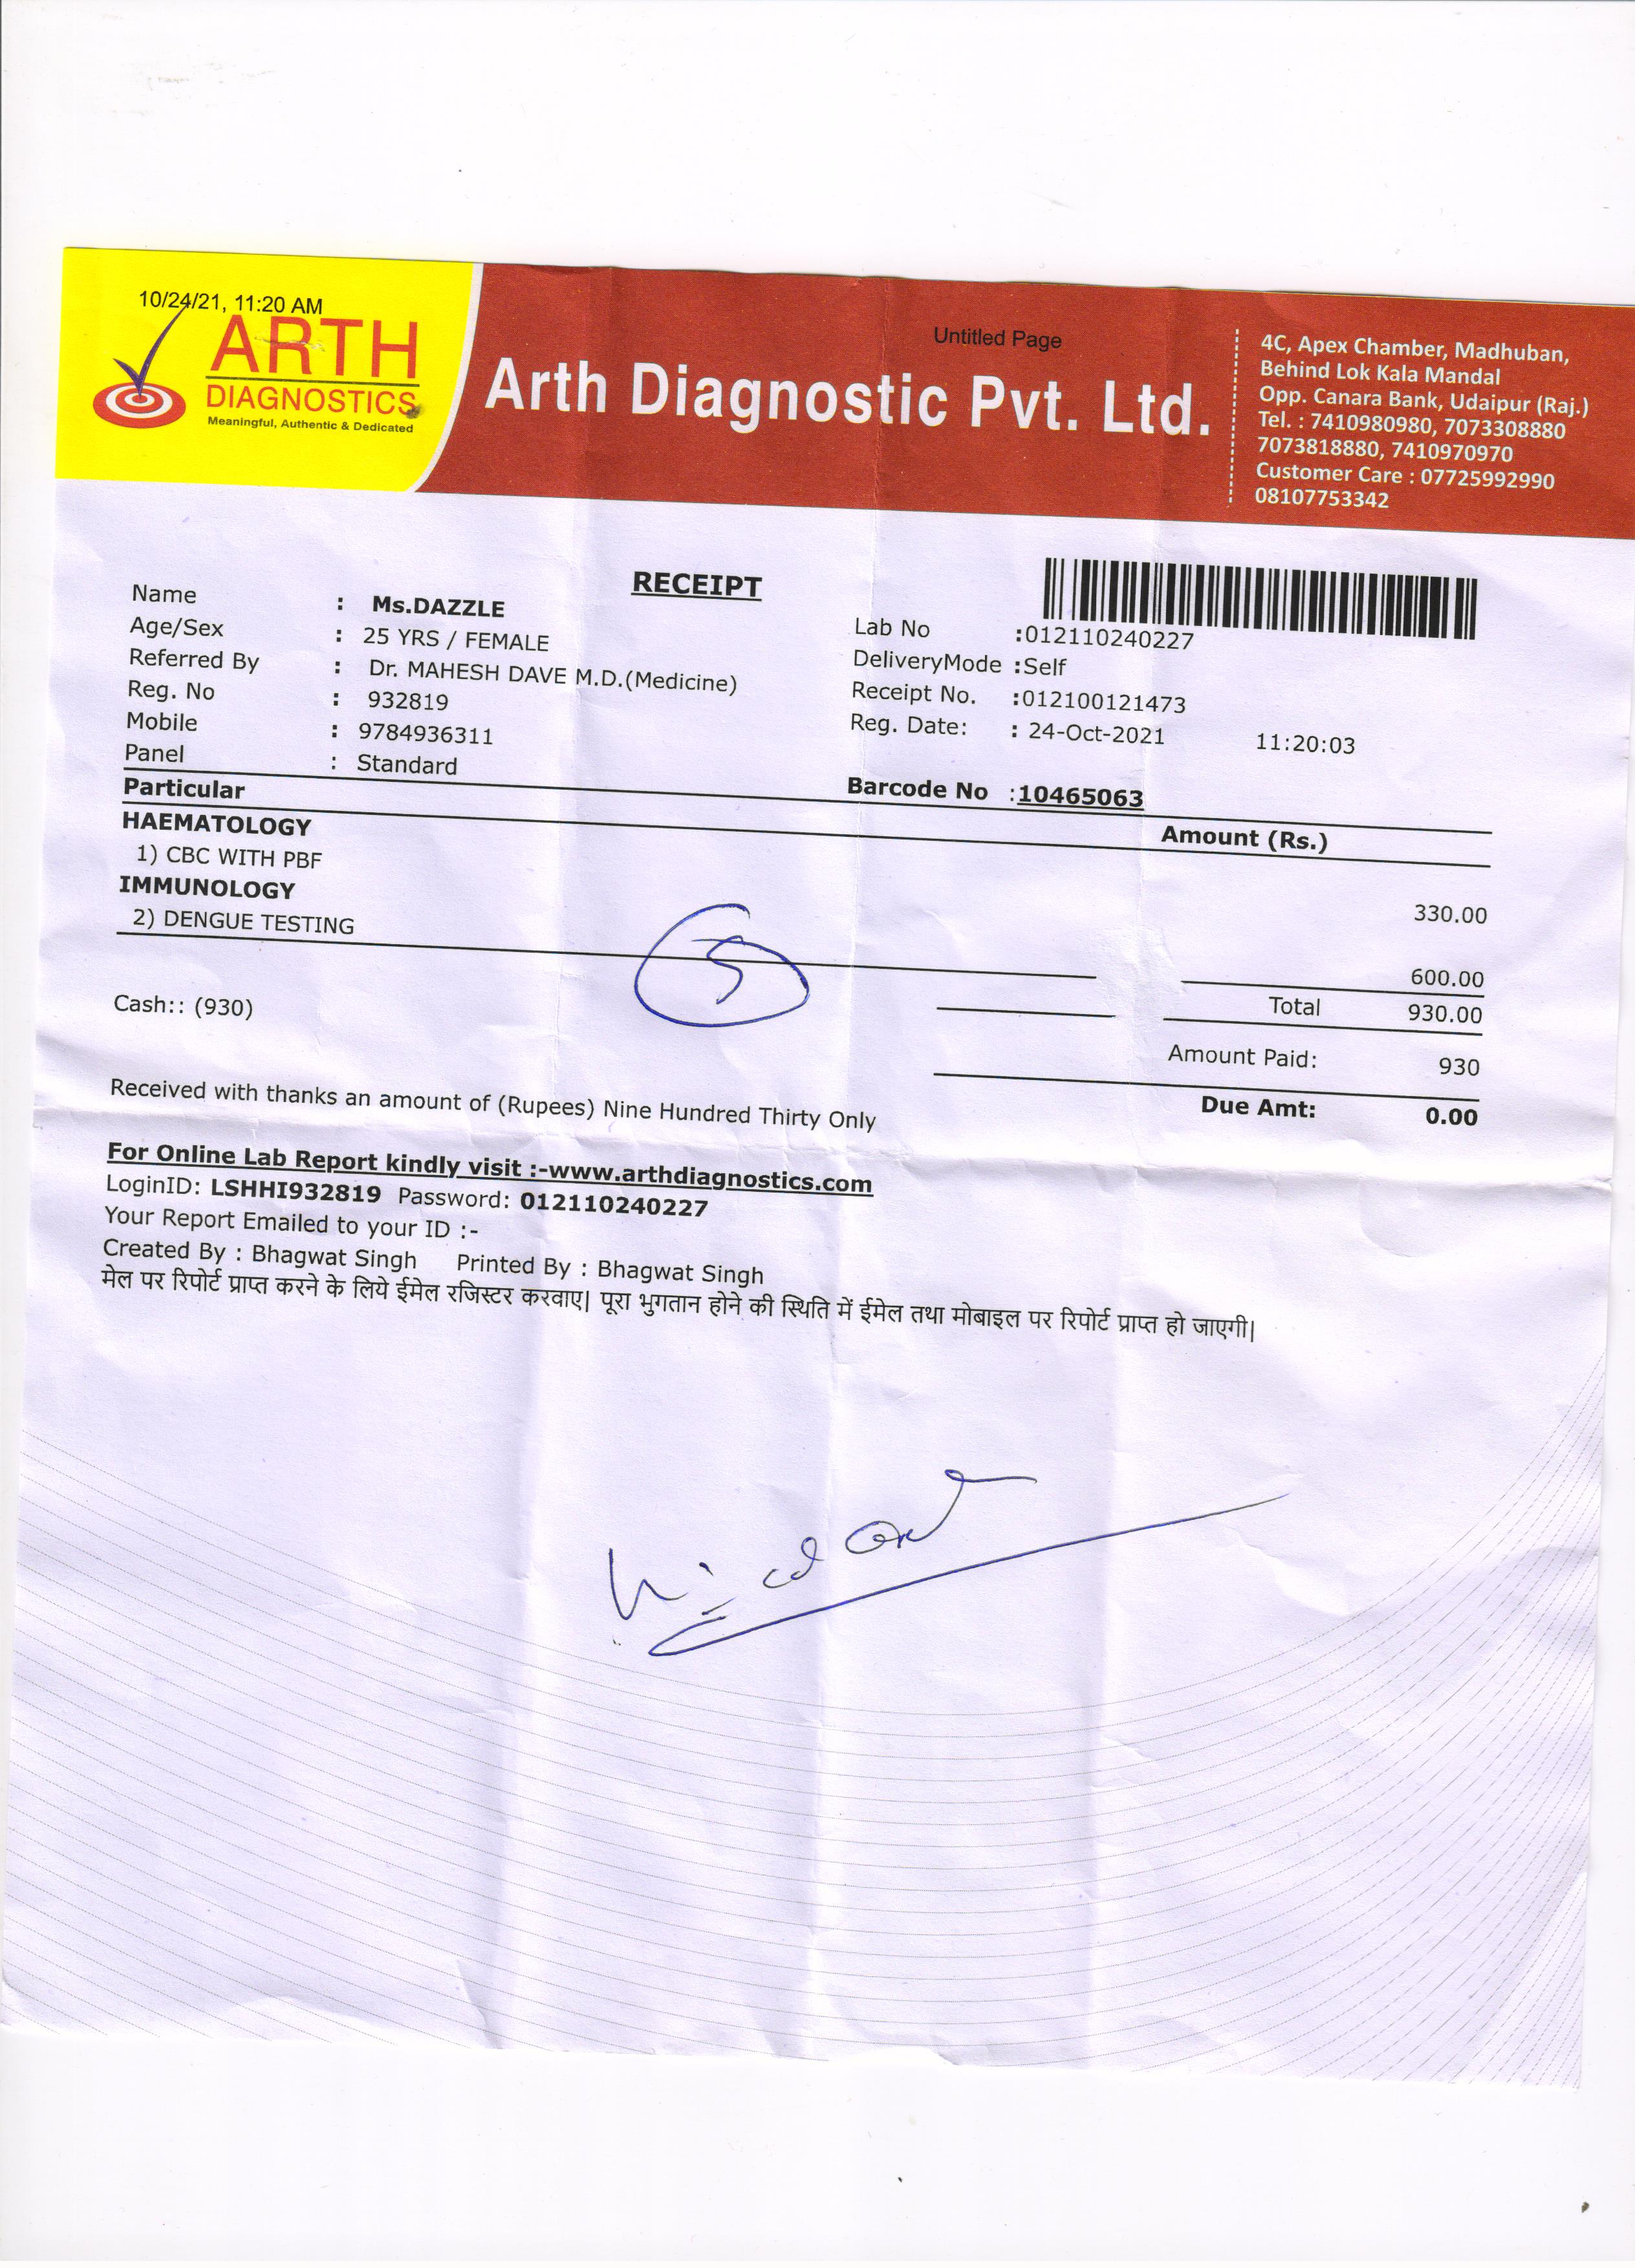 10/24/21, 11:20 AM
Untitled Page
ARTH
DIAGNOSTICS
Meaningful, Authentic & Dedicated
Arth Diagnostic Pvt. Ltd.
4C, Apex Chamber, Madhuban,
Behind Lok Kala Mandal
Opp. Canara Bank, Udaipur (Raj.)
Tel. : 7410980980, 7073308880
7073818880, 7410970970
Customer Care : 07725992990
08107753342
RECEIPT
Name : Ms.DAZZLE
Age/Sex : 25 YRS / FEMALE
Referred By : Dr. MAHESH DAVE M.D.(Medicine)
Reg. No : 932819
Mobile : 9784936311
Panel : Standard
Lab No :012110240227
DeliveryMode :Self
Receipt No. :012100121473
Reg. Date: : 24-Oct-2021 11:20:03
Barcode No :10465063
Particular Amount (Rs.)
HAEMATOLOGY
1) CBC WITH PBF 330.00
IMMUNOLOGY
2) DENGUE TESTING 600.00
5
Total 930.00
Cash:: (930)
Amount Paid: 930
Due Amt: 0.00
Received with thanks an amount of (Rupees) Nine Hundred Thirty Only
For Online Lab Report kindly visit :-www.arthdiagnostics.com
LoginID: LSHHI932819 Password: 012110240227
Your Report Emailed to your ID :-
Created By : Bhagwat Singh Printed By : Bhagwat Singh
मेल पर रिपोर्ट प्राप्त करने के लिये ईमेल रजिस्टर करवाए| पूरा भुगतान होने की स्थिति में ईमेल तथा मोबाइल पर रिपोर्ट प्राप्त हो जाएगी|